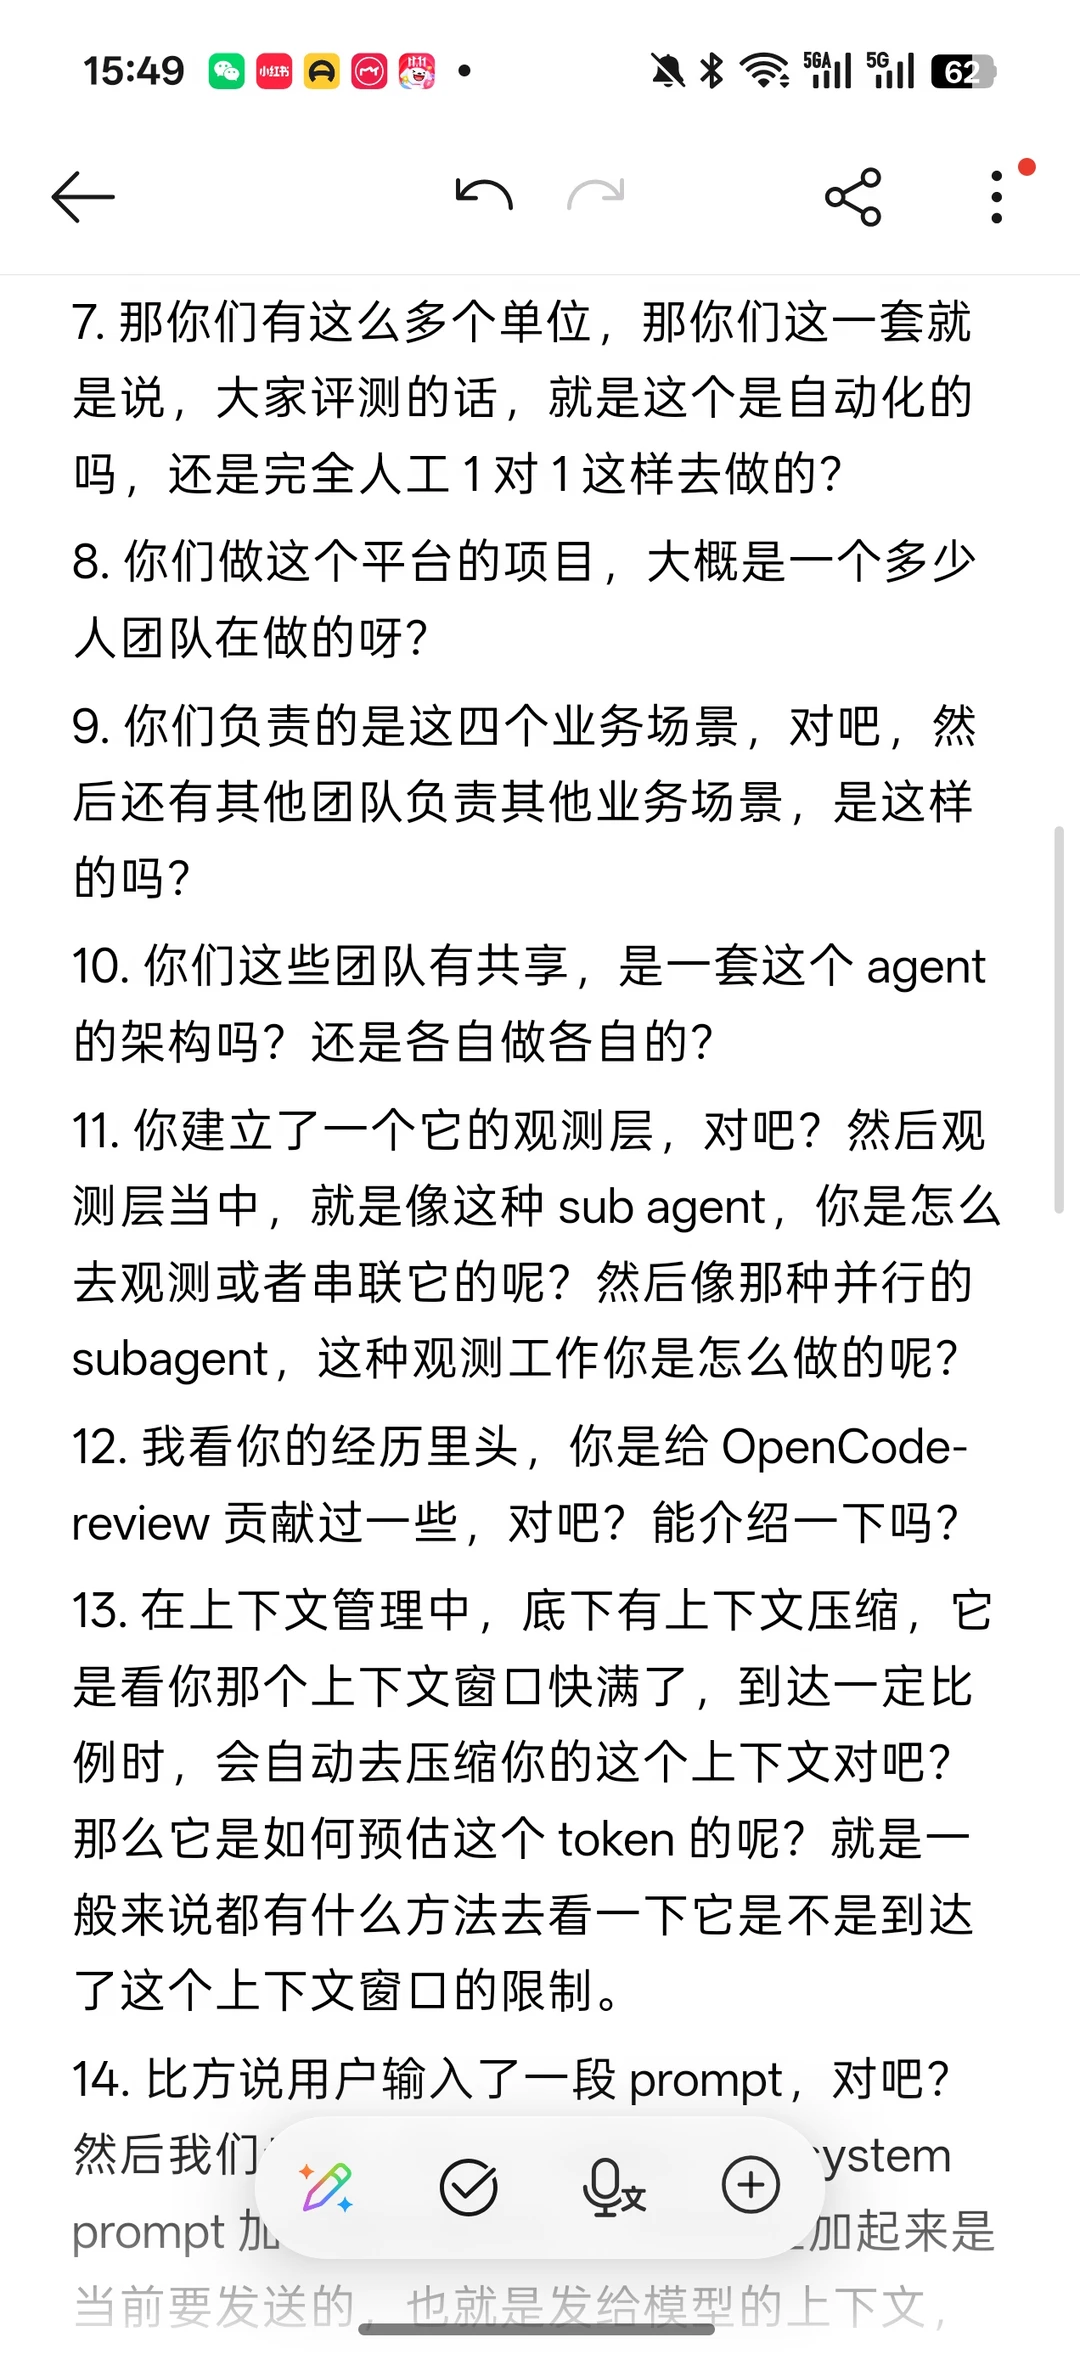 15:49
小红书
11.11
5GA
5G
62
7. 那你们有这么多个单位，那你们这一套就
是说，大家评测的话，就是这个是自动化的
吗，还是完全人工 1 对 1 这样去做的？
8. 你们做这个平台的项目，大概是一个多少
人团队在做的呀？
9. 你们负责的是这四个业务场景，对吧，然
后还有其他团队负责其他业务场景，是这样
的吗？
10. 你们这些团队有共享，是一套这个 agent
的架构吗？还是各自做各自的？
11. 你建立了一个它的观测层，对吧？然后观
测层当中，就是像这种 sub agent，你是怎么
去观测或者串联它的呢？然后像那种并行的
subagent，这种观测工作你是怎么做的呢？
12. 我看你的经历里头，你是给 OpenCode-
review 贡献过一些，对吧？能介绍一下吗？
13. 在上下文管理中，底下有上下文压缩，它
是看你那个上下文窗口快满了，到达一定比
例时，会自动去压缩你的这个上下文对吧？
那么它是如何预估这个 token 的呢？就是一
般来说都有什么方法去看一下它是不是到达
了这个上下文窗口的限制。
14. 比方说用户输入了一段 prompt，对吧？
然后我们 ystem
prompt 加 加起来是
文
当前要发送的，也就是发给模型的上下文，